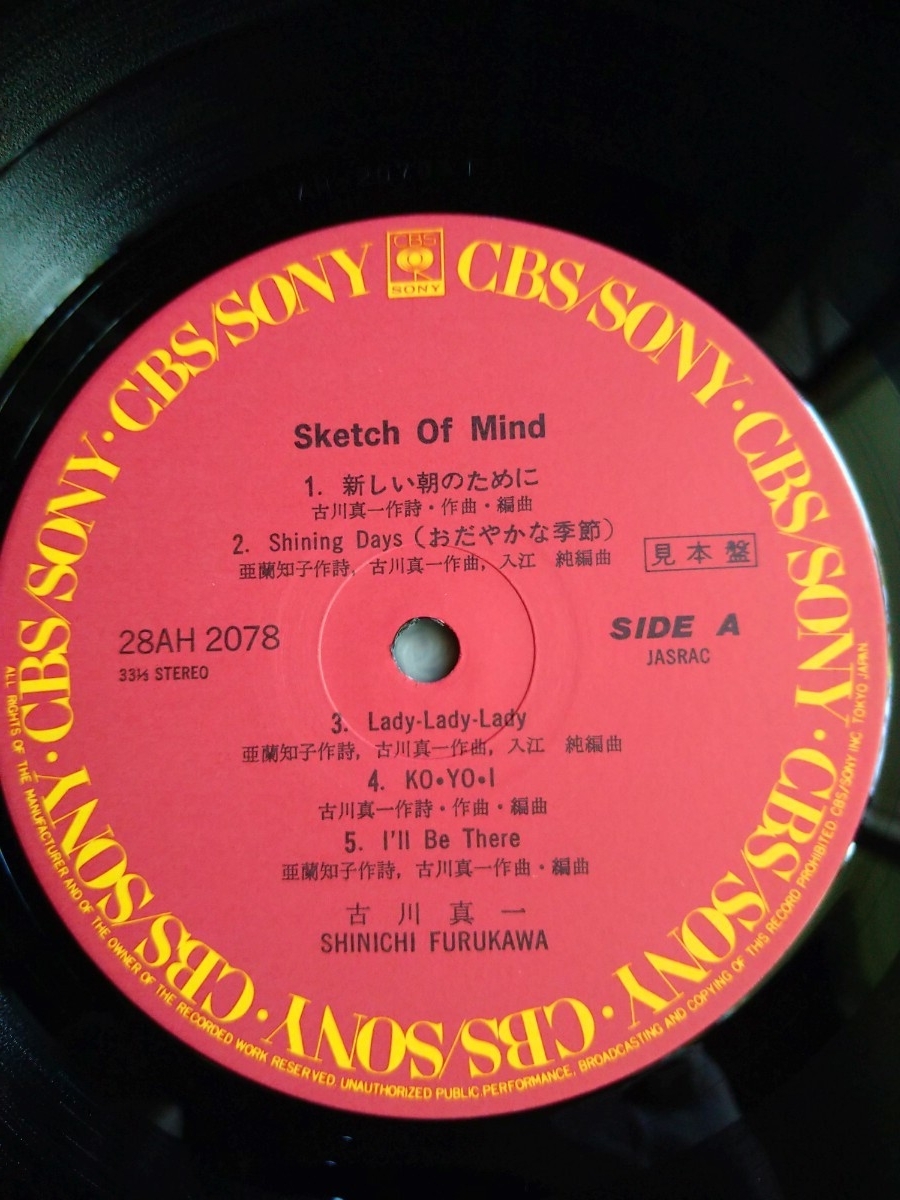 CBS
SONY
CBS/SONY · CBS/SONY · CBS/SONY · CBS/SONY · CBS/SONY · CBS/SONY · CBS/SONY · CBS/SONY · CBS/SONY
Sketch Of Mind
1. 新しい朝のために
古川真一作詩・作曲・編曲
2. Shining Days（おだやかな季節）
亜蘭知子作詩，古川真一作曲，入江 純編曲
見本盤
28AH 2078
33⅓ STEREO
SIDE A
JASRAC
3. Lady-Lady-Lady
亜蘭知子作詩，古川真一作曲，入江 純編曲
4. KO・YO・I
古川真一作詩・作曲・編曲
5. I'll Be There
亜蘭知子作詩，古川真一作曲・編曲
古川真一
SHINICHI FURUKAWA
ALL RIGHTS OF THE MANUFACTURER AND OF THE OWNER OF THE RECORDED WORK RESERVED. UNAUTHORIZED PUBLIC PERFORMANCE, BROADCASTING AND COPYING OF THIS RECORD PROHIBITED CBS/SONY INC. TOKYO JAPAN